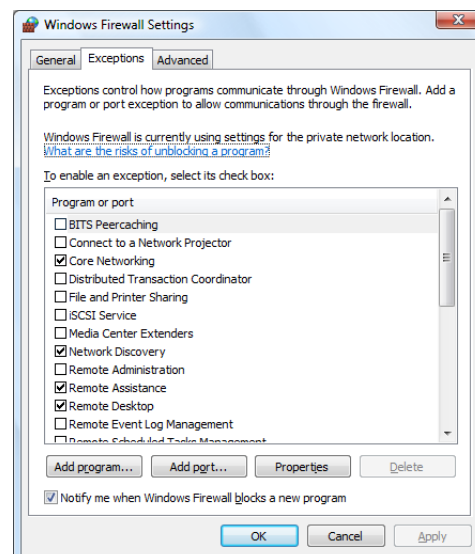 Windows Firewall Settings
General Exceptions Advanced
Exceptions control how programs communicate through Windows Firewall. Add a
program or port exception to allow communications through the firewall.
Windows Firewall is currently using settings for the private network location.
What are the risks of unblocking a program?
To enable an exception, select its check box:
Program or port
BITS Peercaching
Connect to a Network Projector
Core Networking
Distributed Transaction Coordinator
File and Printer Sharing
iSCSI Service
Media Center Extenders
Network Discovery
Remote Administration
Remote Assistance
Remote Desktop
Remote Event Log Management
Remote Scheduled Tasks Management
Add program... Add port... Properties Delete
Notify me when Windows Firewall blocks a new program
OK Cancel Apply